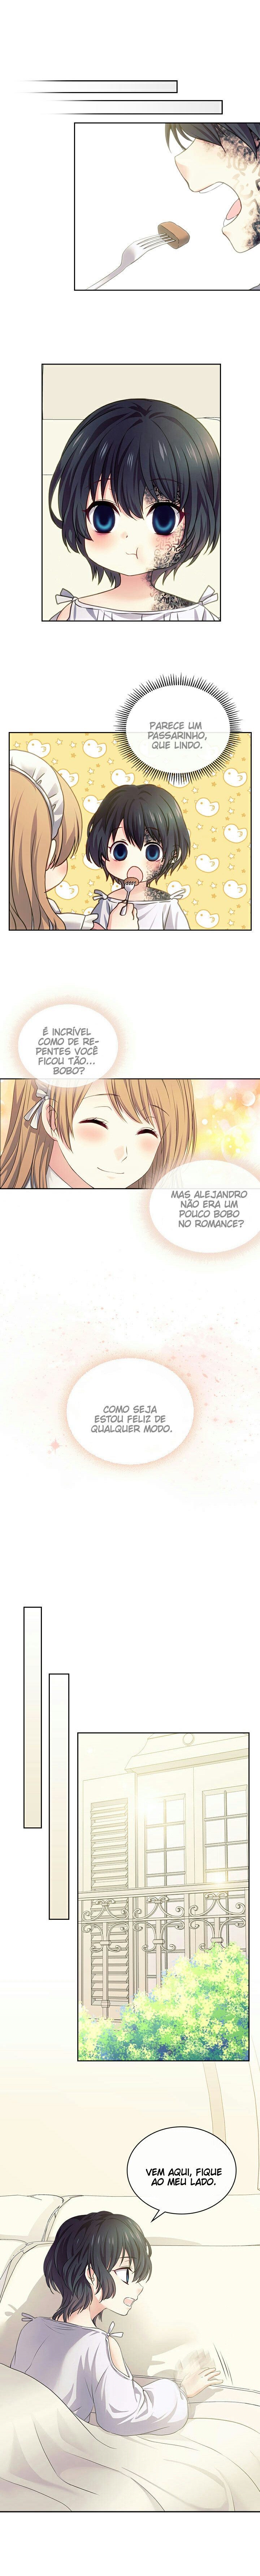 PARECE UM
PASSARINHO,
QUE LINDO.
É INCRÍVEL
COMO DE RE-
PENTES VOCÊ
FICOU TÃO...
BOBO?
MAS ALEJANDRO
NÃO ERA UM
POUCO BOBO
NO ROMANCE?
COMO SEJA
ESTOU FELIZ DE
QUALQUER MODO.
VEM AQUI, FIQUE
AO MEU LADO.